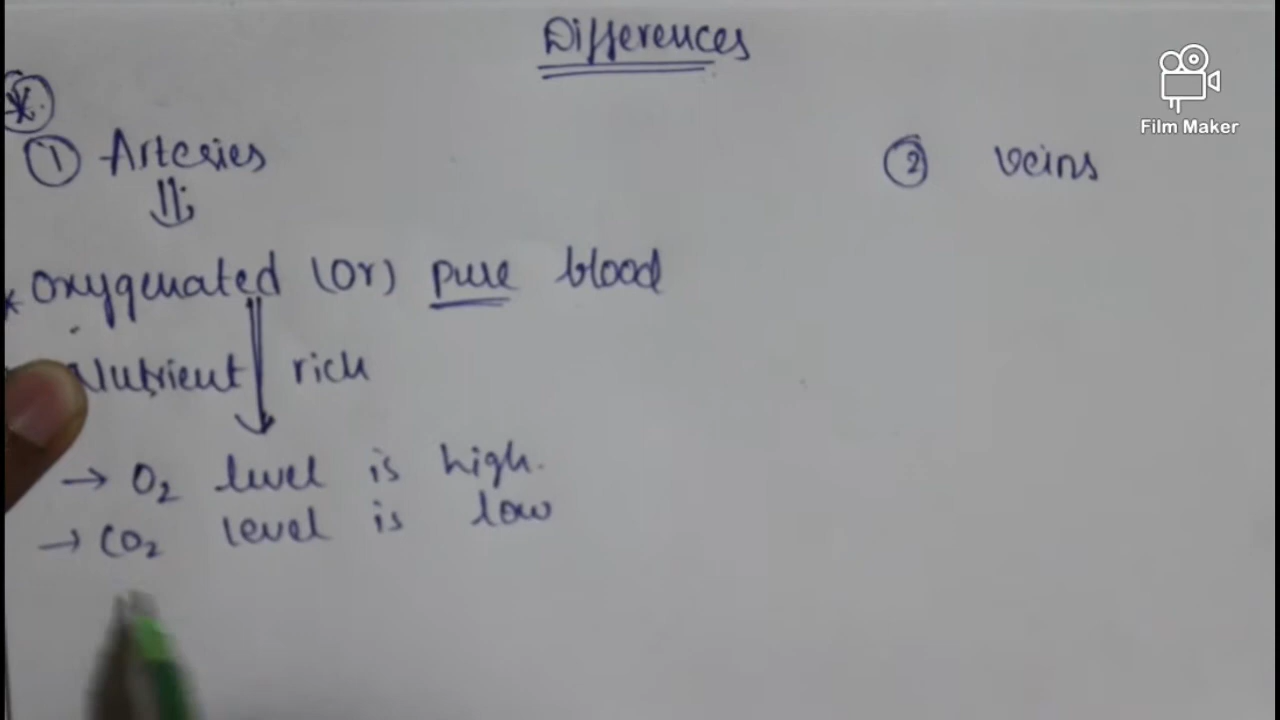 Differences
Film Maker
① Arteries
② veins
* Oxygenated (Or) pure blood
Nutrient rich
→ O₂ level is high.
→ CO₂ level is low